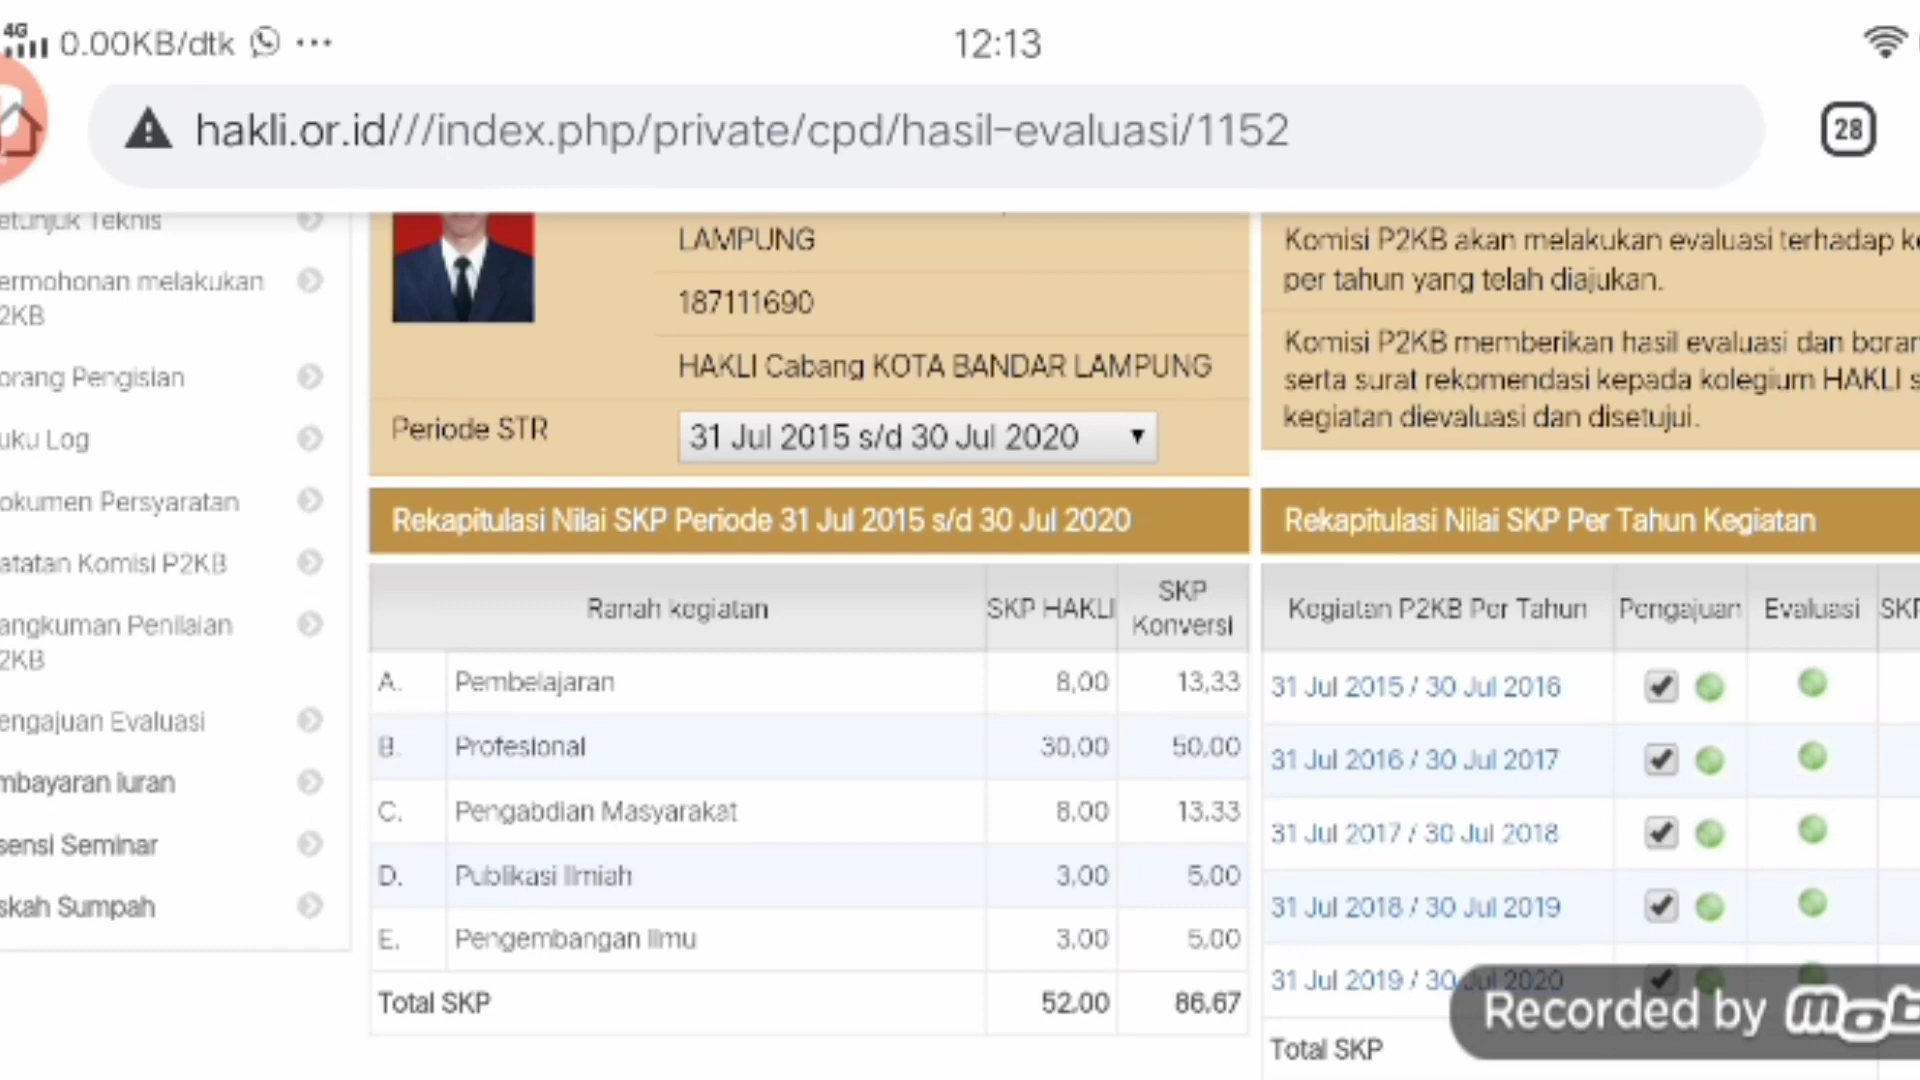 4G 0.00KB/dtk
12:13
hakli.or.id///index.php/private/cpd/hasil-evaluasi/1152
28
etunjuk Teknis
ermohonan melakukan
2KB
orang Pengisian
uku Log
okumen Persyaratan
atatan Komisi P2KB
angkuman Penilaian
2KB
engajuan Evaluasi
mbayaran Iuran
sensi Seminar
skah Sumpah
LAMPUNG
187111690
HAKLI Cabang KOTA BANDAR LAMPUNG
Periode STR
31 Jul 2015 s/d 30 Jul 2020
Komisi P2KB akan melakukan evaluasi terhadap ke
per tahun yang telah diajukan.
Komisi P2KB memberikan hasil evaluasi dan boran
serta surat rekomendasi kepada kolegium HAKLI s
kegiatan dievaluasi dan disetujui.
Rekapitulasi Nilai SKP Periode 31 Jul 2015 s/d 30 Jul 2020
Ranah kegiatan SKP HAKLI SKP Konversi
A. Pembelajaran 8,00 13,33
B. Profesional 30,00 50,00
C. Pengabdian Masyarakat 8,00 13,33
D. Publikasi Ilmiah 3,00 5,00
E. Pengembangan Ilmu 3,00 5,00
Total SKP 52,00 86,67
Rekapitulasi Nilai SKP Per Tahun Kegiatan
Kegiatan P2KB Per Tahun Pengajuan Evaluasi SKP
31 Jul 2015 / 30 Jul 2016
31 Jul 2016 / 30 Jul 2017
31 Jul 2017 / 30 Jul 2018
31 Jul 2018 / 30 Jul 2019
31 Jul 2019 / 30 Jul 2020
Total SKP
Recorded by